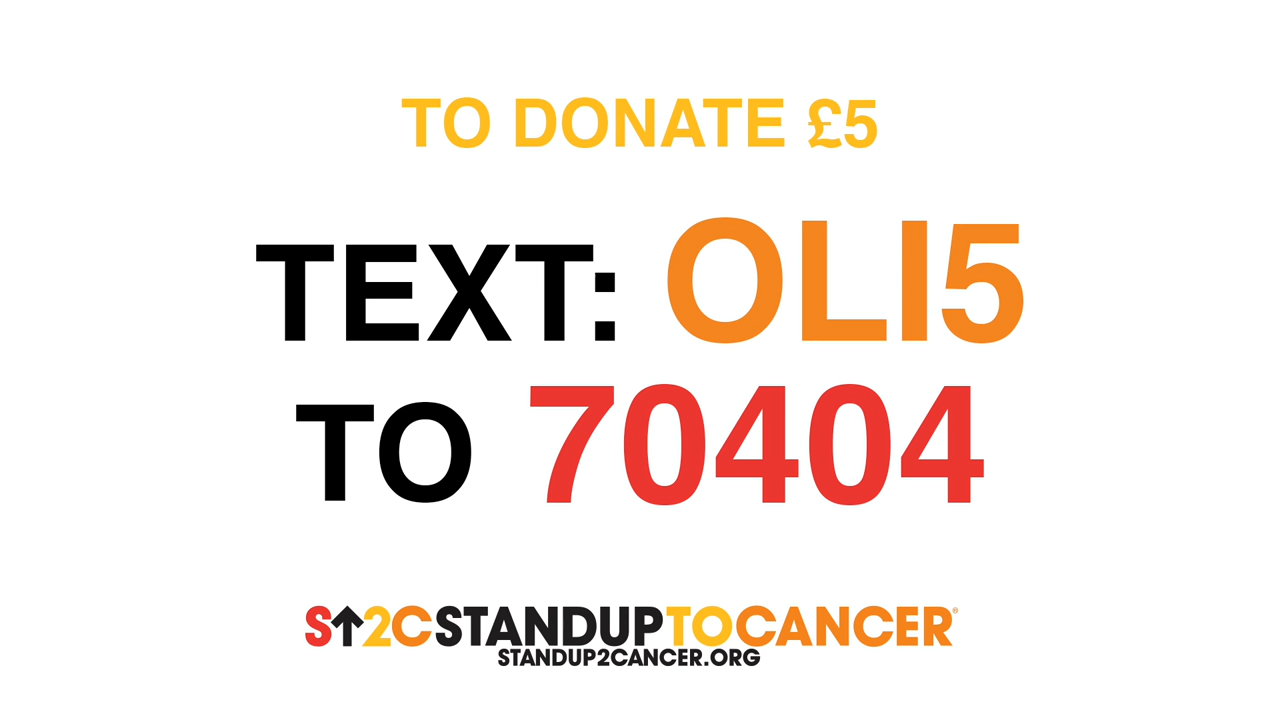 TO DONATE £5
TEXT: OLI5
TO 70404
S↑2C STANDUPTOCANCER®
STANDUP2CANCER.ORG